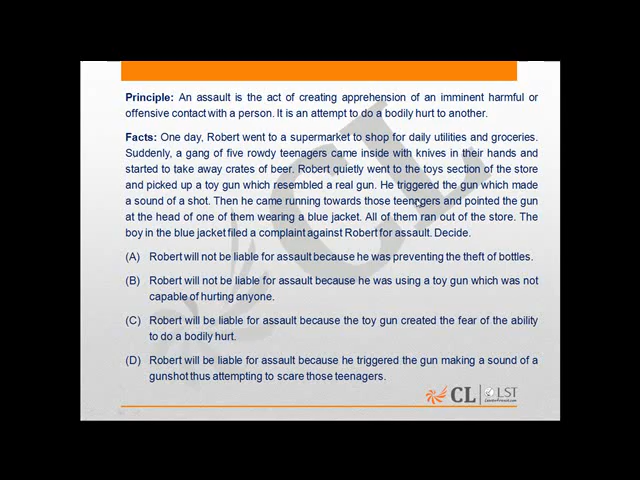 Principle: An assault is the act of creating apprehension of an imminent harmful or
offensive contact with a person. It is an attempt to do a bodily hurt to another.
Facts: One day, Robert went to a supermarket to shop for daily utilities and groceries.
Suddenly, a gang of five rowdy teenagers came inside with knives in their hands and
started to take away crates of beer. Robert quietly went to the toys section of the store
and picked up a toy gun which resembled a real gun. He triggered the gun which made
a sound of a shot. Then he came running towards those teenagers and pointed the gun
at the head of one of them wearing a blue jacket. All of them ran out of the store. The
boy in the blue jacket filed a complaint against Robert for assault. Decide.
(A) Robert will not be liable for assault because he was preventing the theft of bottles.
(B) Robert will not be liable for assault because he was using a toy gun which was not
capable of hurting anyone.
(C) Robert will be liable for assault because the toy gun created the fear of the ability
to do a bodily hurt.
(D) Robert will be liable for assault because he triggered the gun making a sound of a
gunshot thus attempting to scare those teenagers.
CL LST
CL